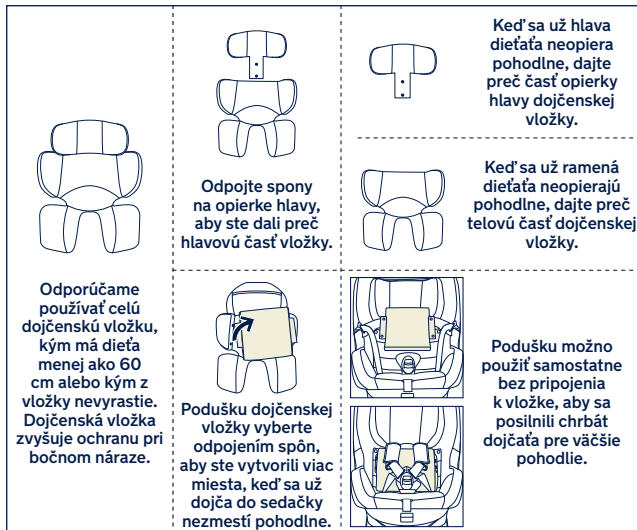 Odporúčame
používať celú
dojčenskú vložku,
kým má dieťa
menej ako 60
cm alebo kým z
vložky nevyrastie.
Dojčenská vložka
zvyšuje ochranu pri
bočnom náraze.
Odpojte spony
na opierke hlavy,
aby ste dali preč
hlavovú časť vložky.
Keď sa už hlava
dieťaťa neopiera
pohodlne, dajte
preč časť opierky
hlavy dojčenskej
vložky.
Keď sa už ramená
dieťaťa neopierajú
pohodlne, dajte preč
telovú časť dojčenskej
vložky.
Podušku dojčenskej
vložky vyberte
odpojením spôn,
aby ste vytvorili viac
miesta, keď sa už
dojča do sedačky
nezmestí pohodlne.
Podušku možno
použiť samostatne
bez pripojenia
k vložke, aby sa
posilnili chrbát
dojčaťa pre väčšie
pohodlie.